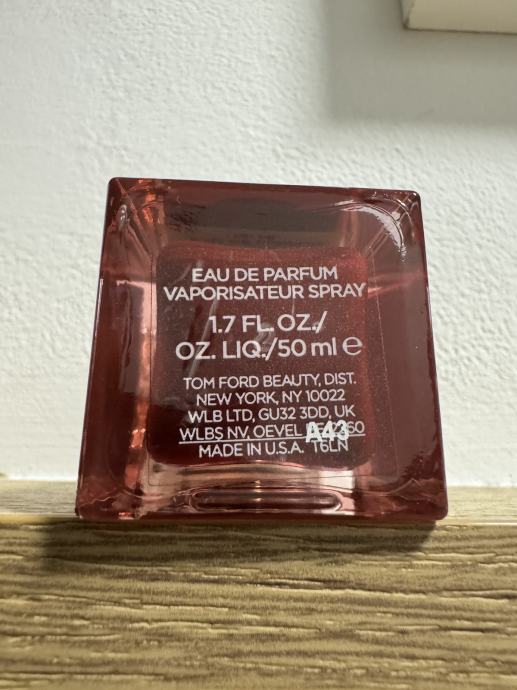 EAU DE PARFUM
VAPORISATEUR SPRAY
1.7 FL. OZ./
OZ. LIQ./50 ml ℮
TOM FORD BEAUTY, DIST.
NEW YORK, NY 10022
WLB LTD, GU32 3DD, UK
WLBS NV, OEVEL
A43
MADE IN U.S.A. T6LN